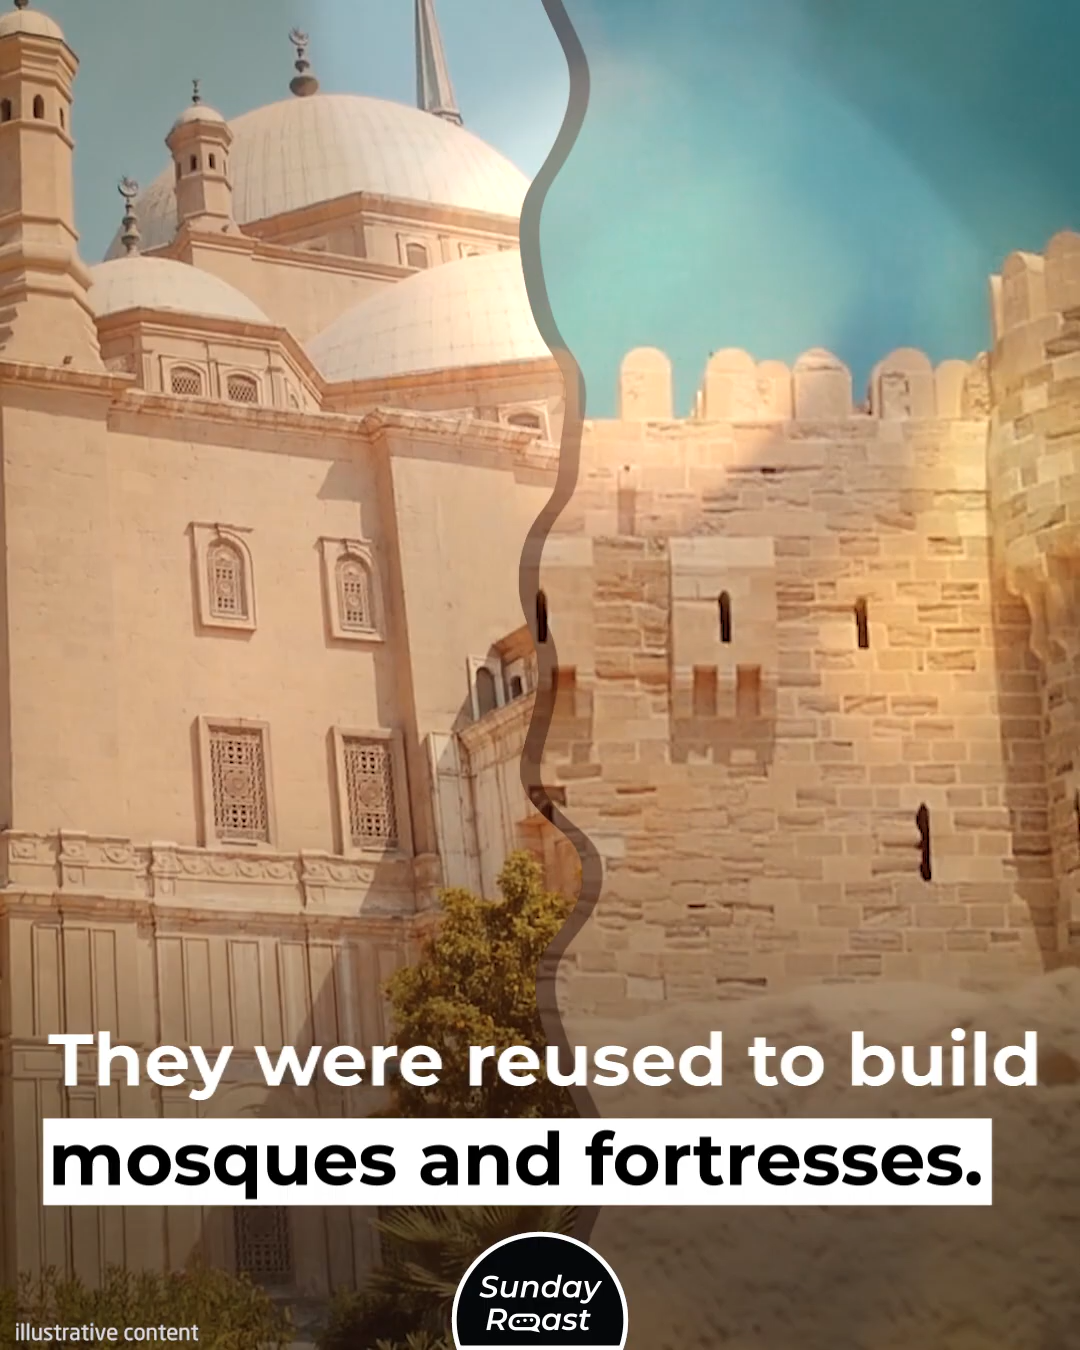 They were reused to build
mosques and fortresses.
Sunday
Roast
illustrative content